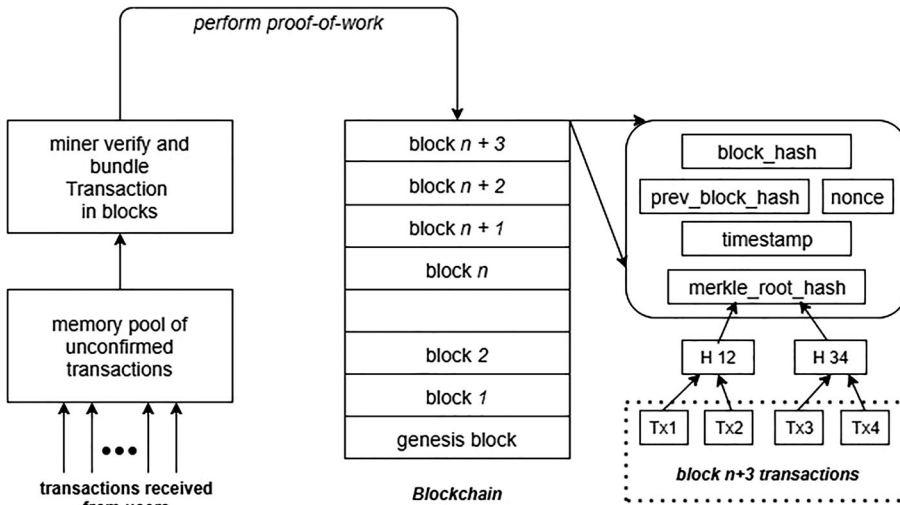 perform proof-of-work
miner verify and
bundle
Transaction
in blocks
memory pool of
unconfirmed
transactions
transactions received
from users
block n + 3
block n + 2
block n + 1
block n
block 2
block 1
genesis block
Blockchain
block_hash
prev_block_hash
nonce
timestamp
merkle_root_hash
H 12
H 34
Tx1
Tx2
Tx3
Tx4
block n+3 transactions